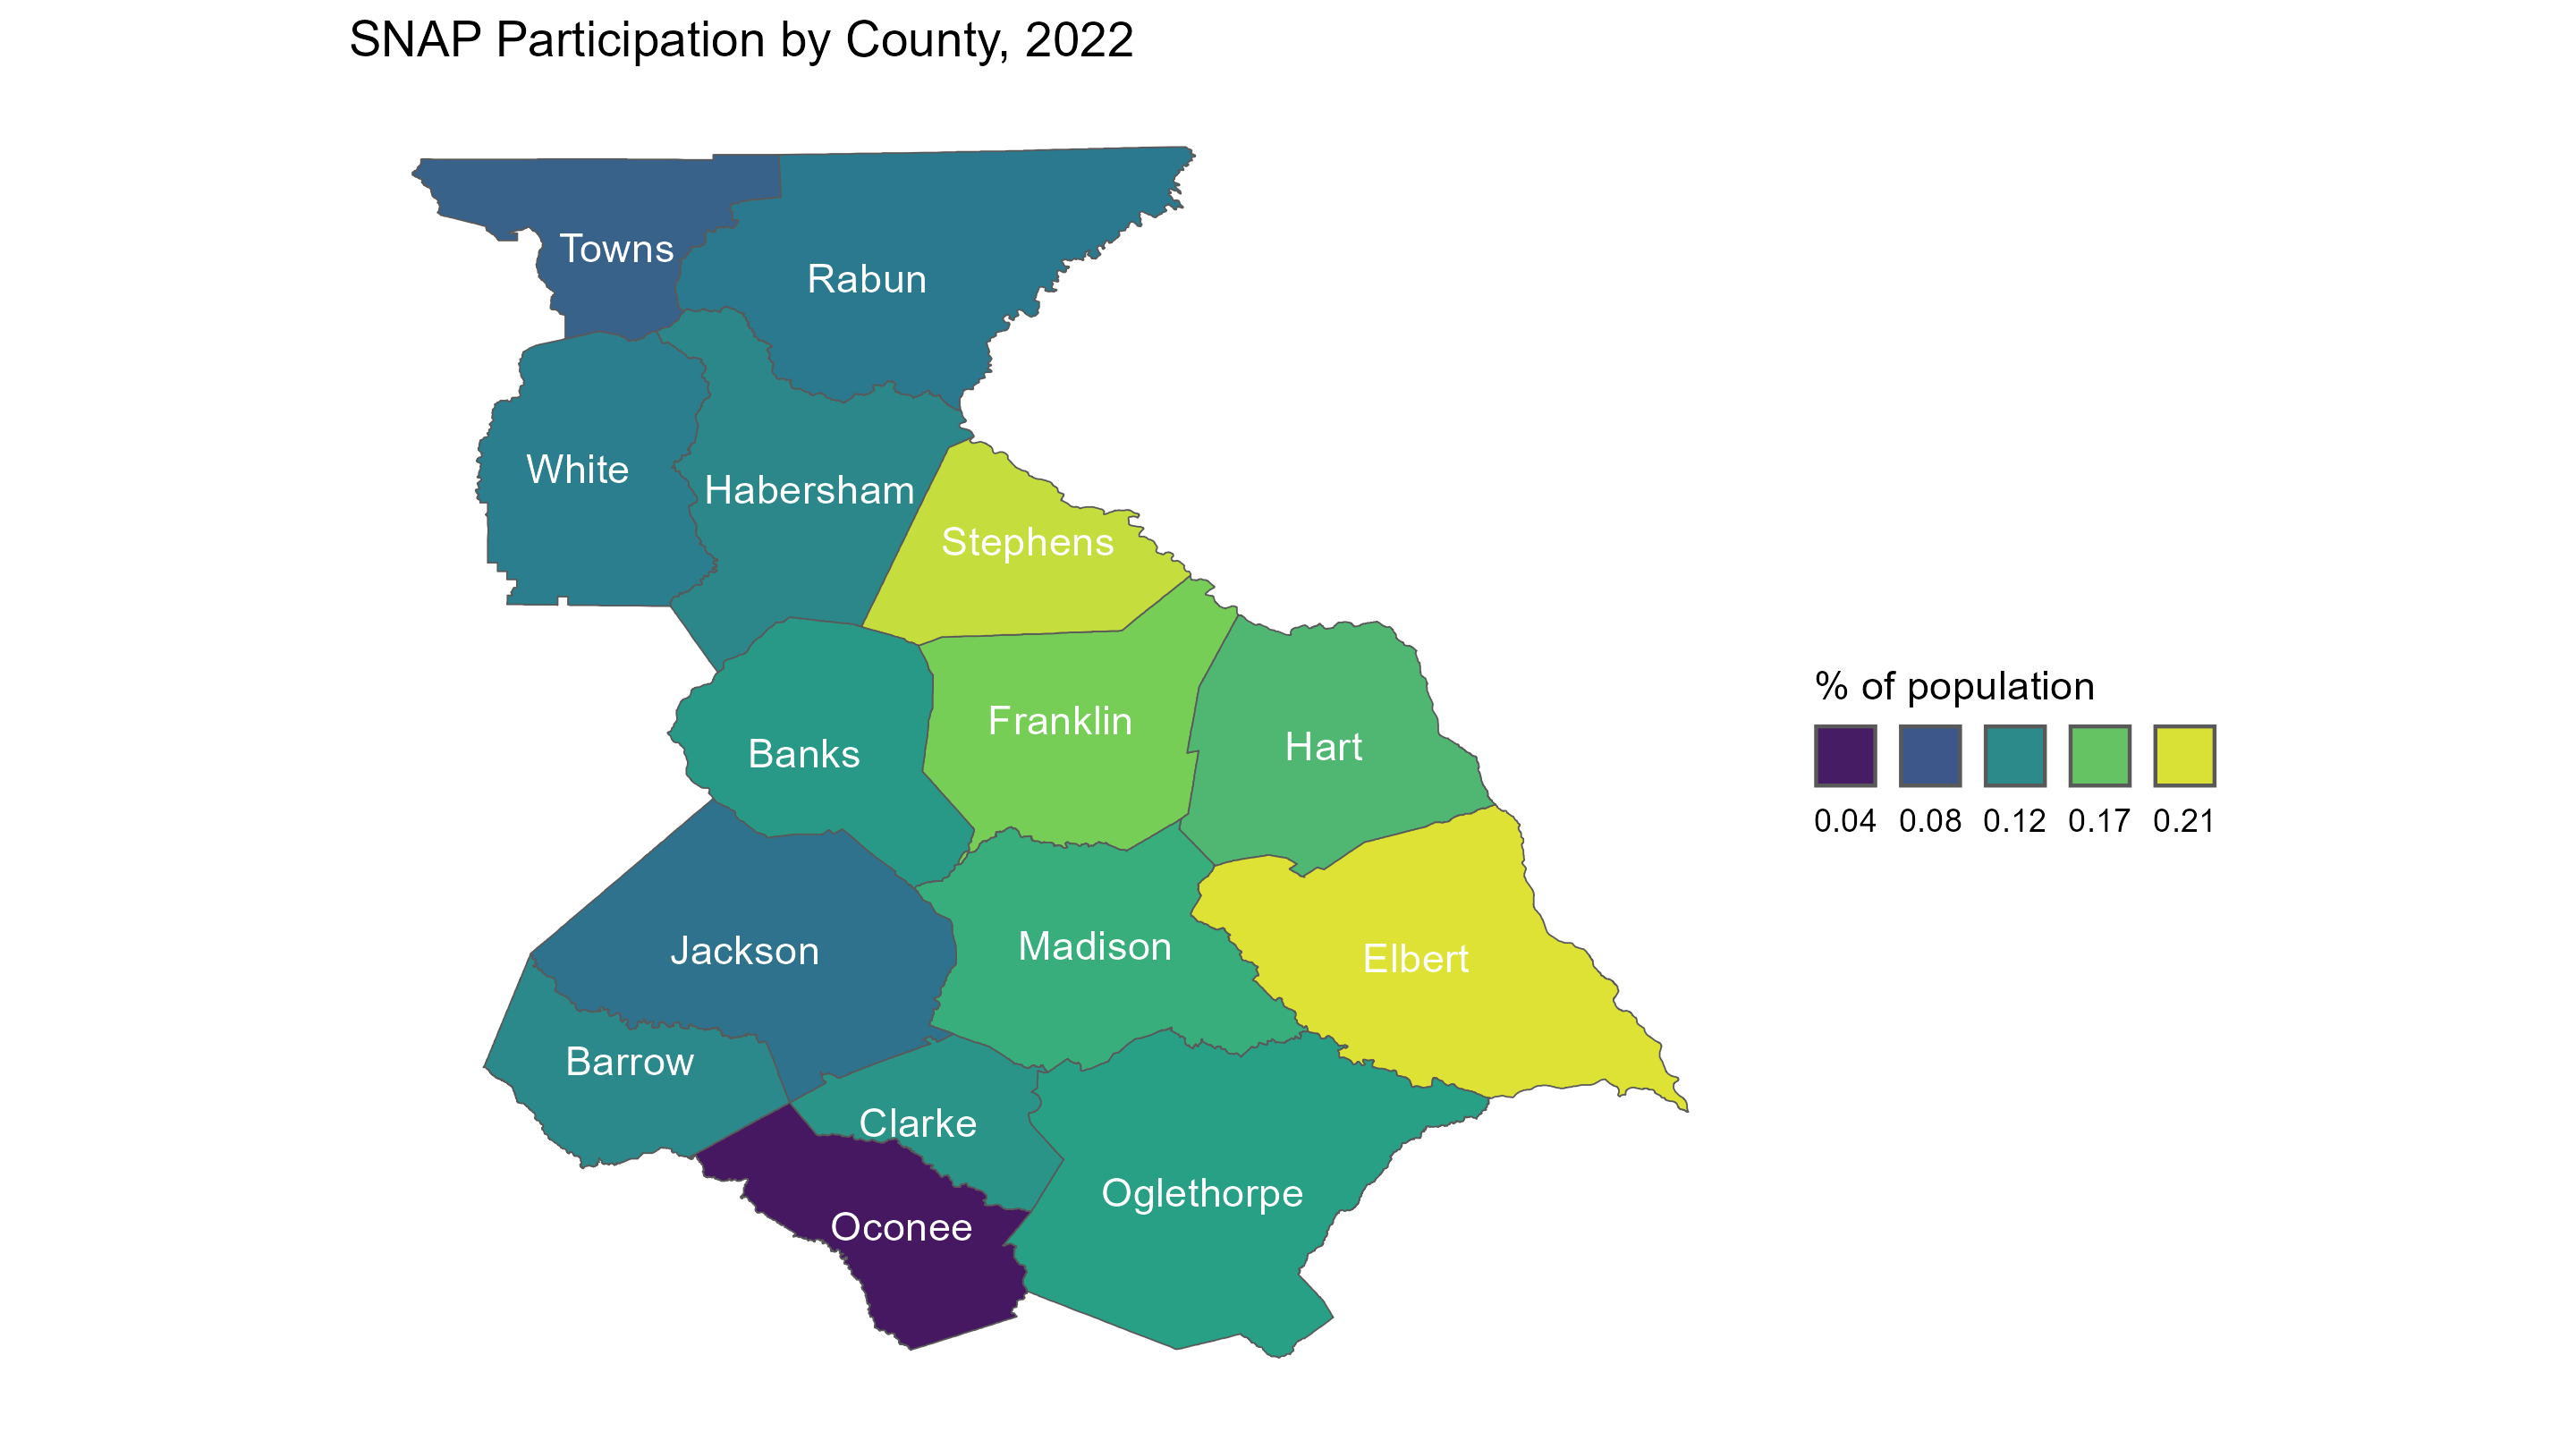 SNAP Participation by County, 2022
Towns
Rabun
White
Habersham
Stephens
Franklin
Hart
Banks
Jackson
Madison
Elbert
Barrow
Clarke
Oglethorpe
Oconee
% of population
0.04 0.08 0.12 0.17 0.21